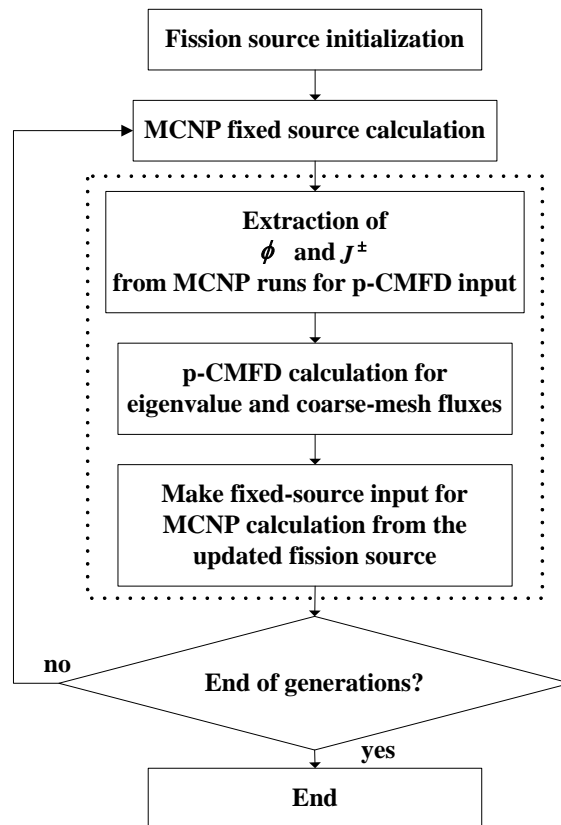 Fission source initialization
MCNP fixed source calculation
Extraction of
ϕ and J±
from MCNP runs for p-CMFD input
p-CMFD calculation for
eigenvalue and coarse-mesh fluxes
Make fixed-source input for
MCNP calculation from the
updated fission source
no
End of generations?
yes
End